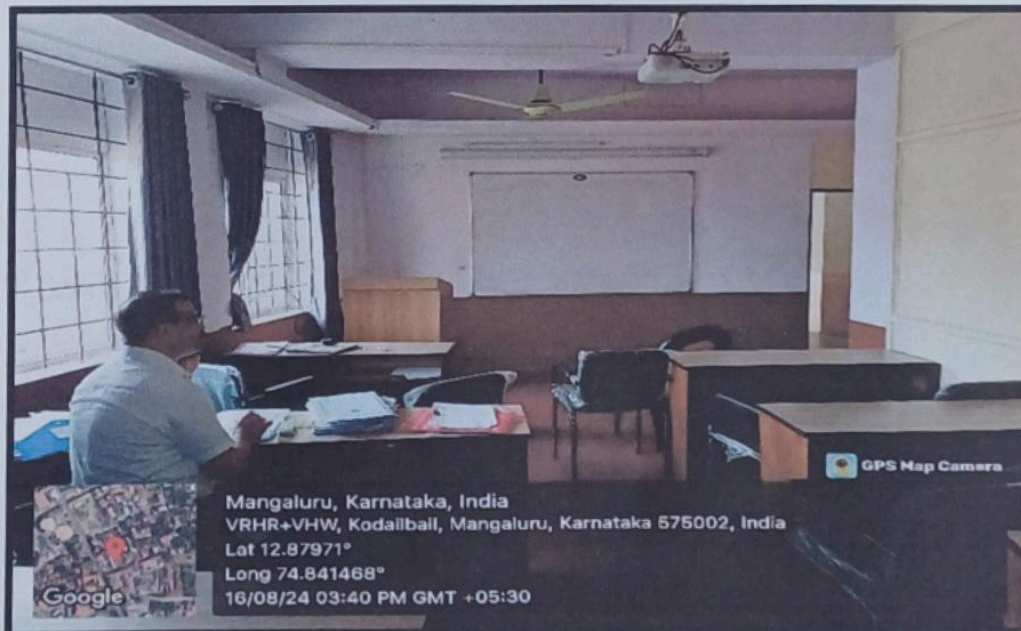 GPS Map Camera
Mangaluru, Karnataka, India
VRHR+VHW, Kodailbail, Mangaluru, Karnataka 575002, India
Lat 12.87971°
Long 74.841468°
16/08/24 03:40 PM GMT +05:30
Google